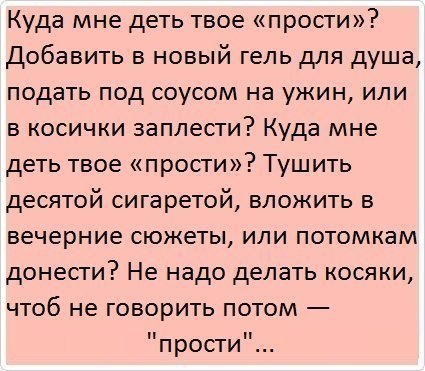 Куда мне деть твое «прости»?
Добавить в новый гель для душа,
подать под соусом на ужин, или
в косички заплести? Куда мне
деть твое «прости»? Тушить
десятой сигаретой, вложить в
вечерние сюжеты, или потомкам
донести? Не надо делать косяки,
чтоб не говорить потом —
"прости"...